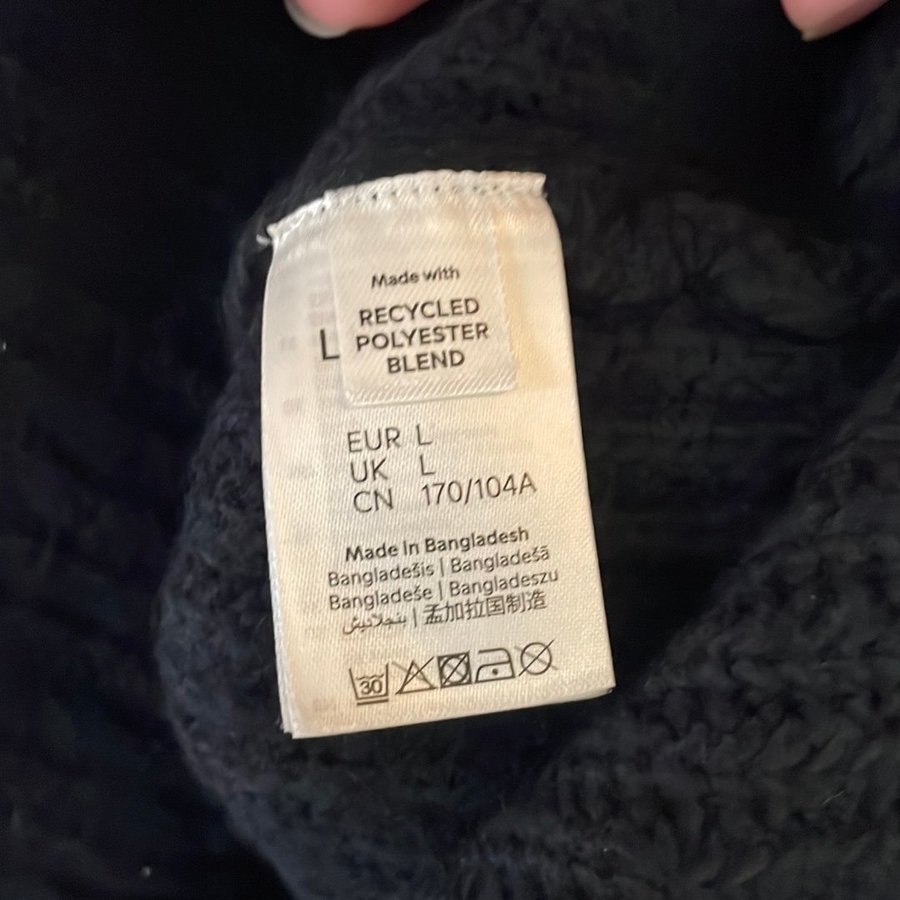 Made with
RECYCLED
L POLYESTER
BLEND
EUR L
UK L
CN 170/104A
Made In Bangladesh
Bangladešis | Bangladešā
Bangladeše | Bangladeszu
بنجلاديش | 孟加拉国制造
30